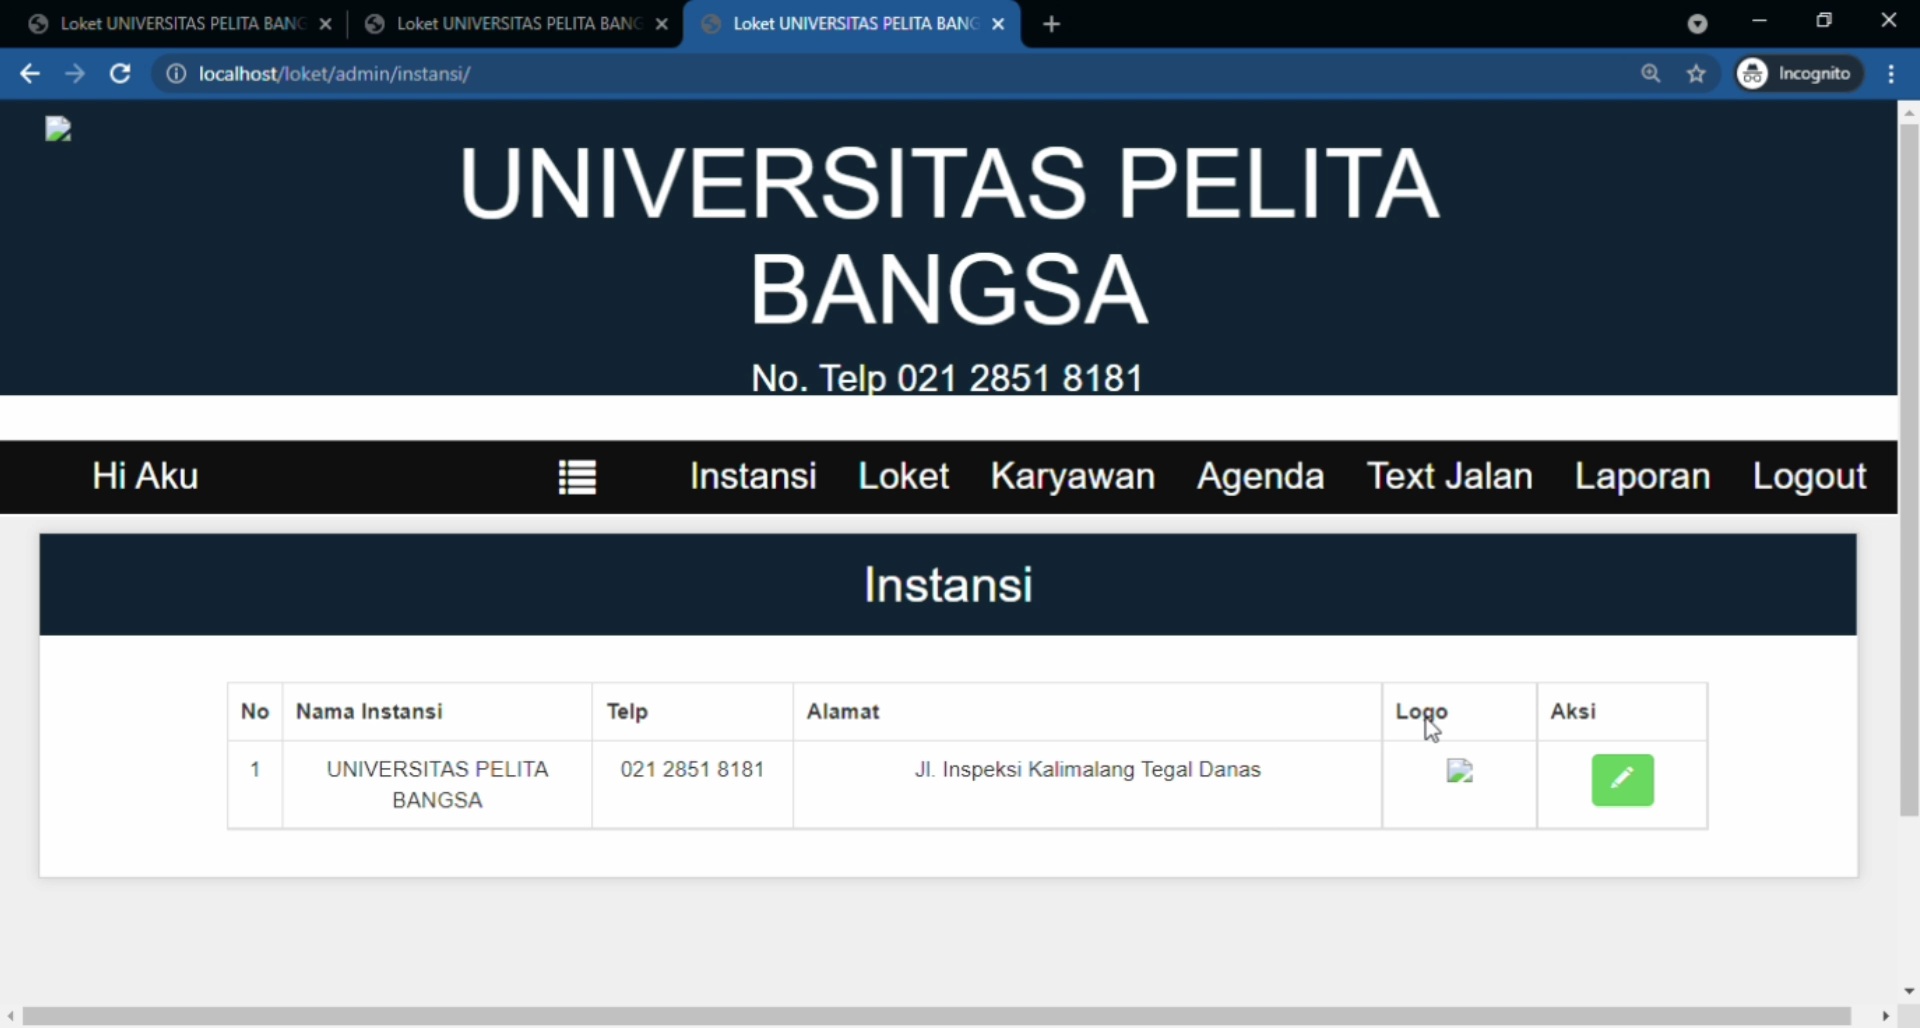 Loket UNIVERSITAS PELITA BANG
Loket UNIVERSITAS PELITA BANG
Loket UNIVERSITAS PELITA BANG
localhost/loket/admin/instansi/
Incognito
UNIVERSITAS PELITA
BANGSA
No. Telp 021 2851 8181
Hi Aku Instansi Loket Karyawan Agenda Text Jalan Laporan Logout
Instansi
No Nama Instansi Telp Alamat Logo Aksi
1 UNIVERSITAS PELITA 021 2851 8181 Jl. Inspeksi Kalimalang Tegal Danas
BANGSA